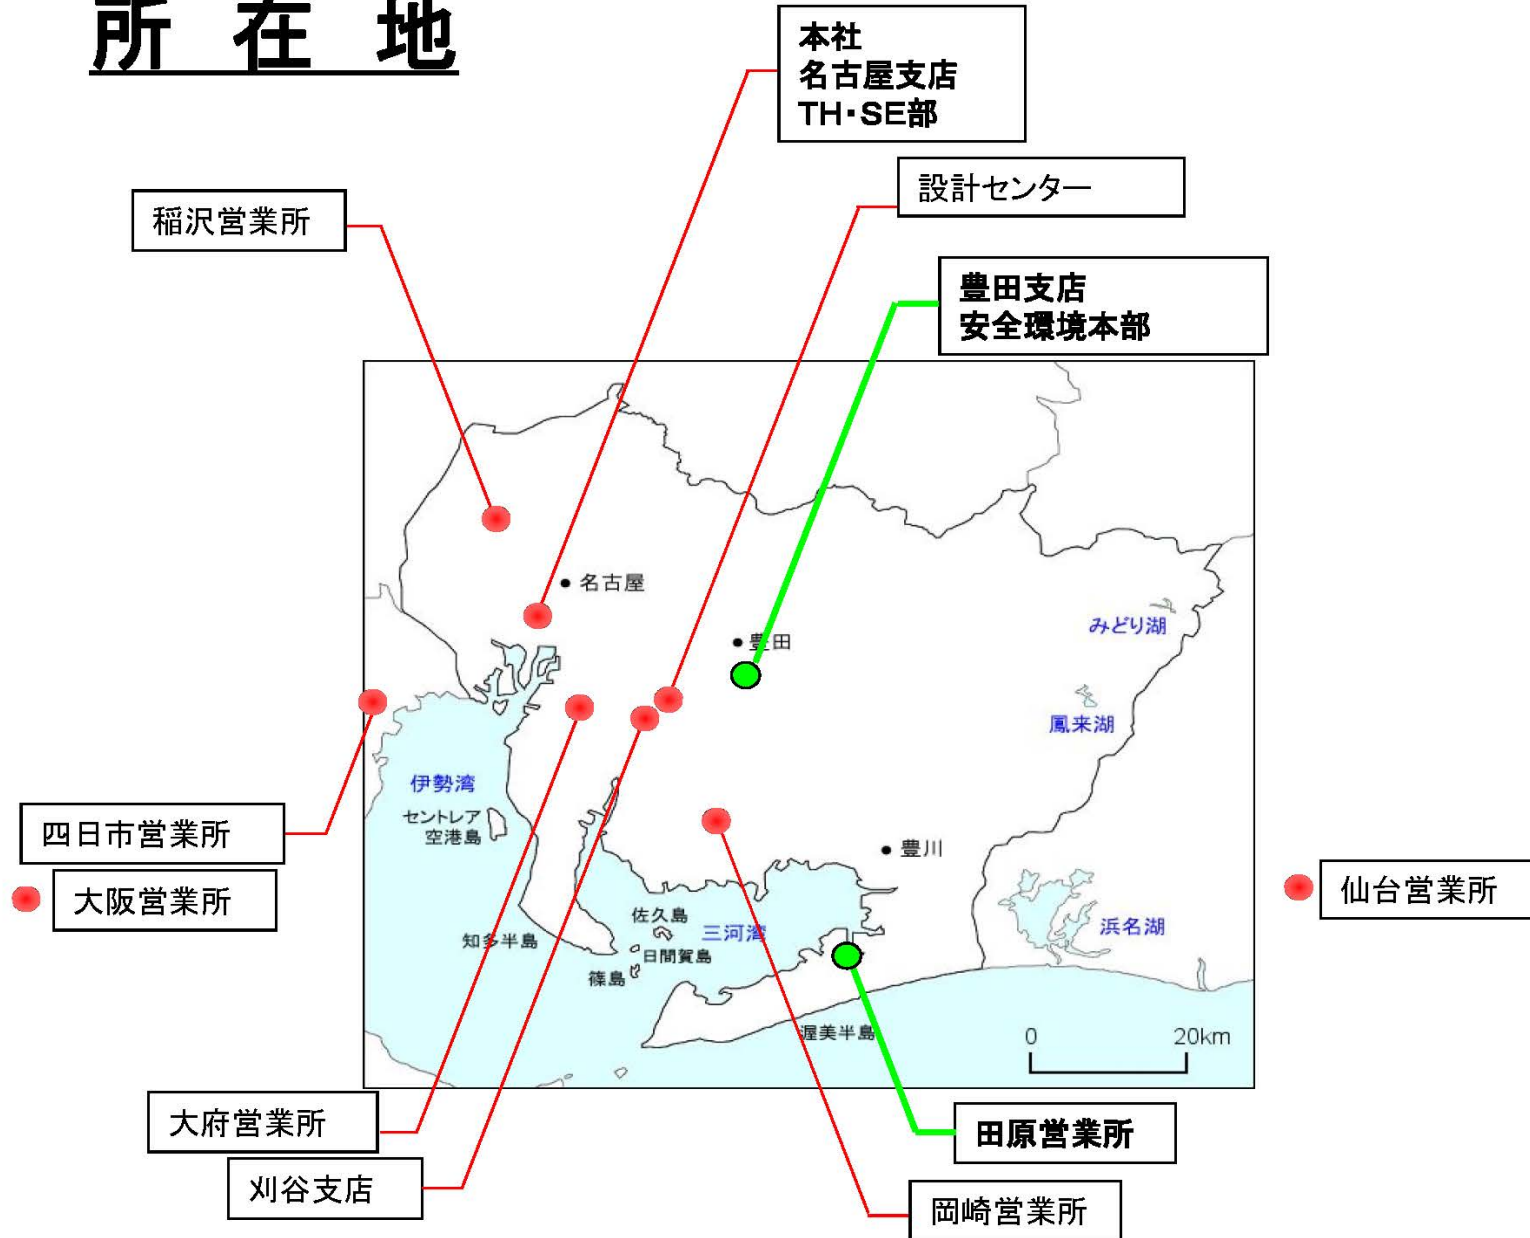 所在地
本社
名古屋支店
TH・SE部
設計センター
稲沢営業所
豊田支店
安全環境本部
名古屋
豊田
みどり湖
鳳来湖
伊勢湾
セントレア
空港島
四日市営業所
豊川
大阪営業所
仙台営業所
佐久島
三河湾
浜名湖
知多半島
日間賀島
篠島
渥美半島
0 20km
大府営業所
田原営業所
刈谷支店
岡崎営業所